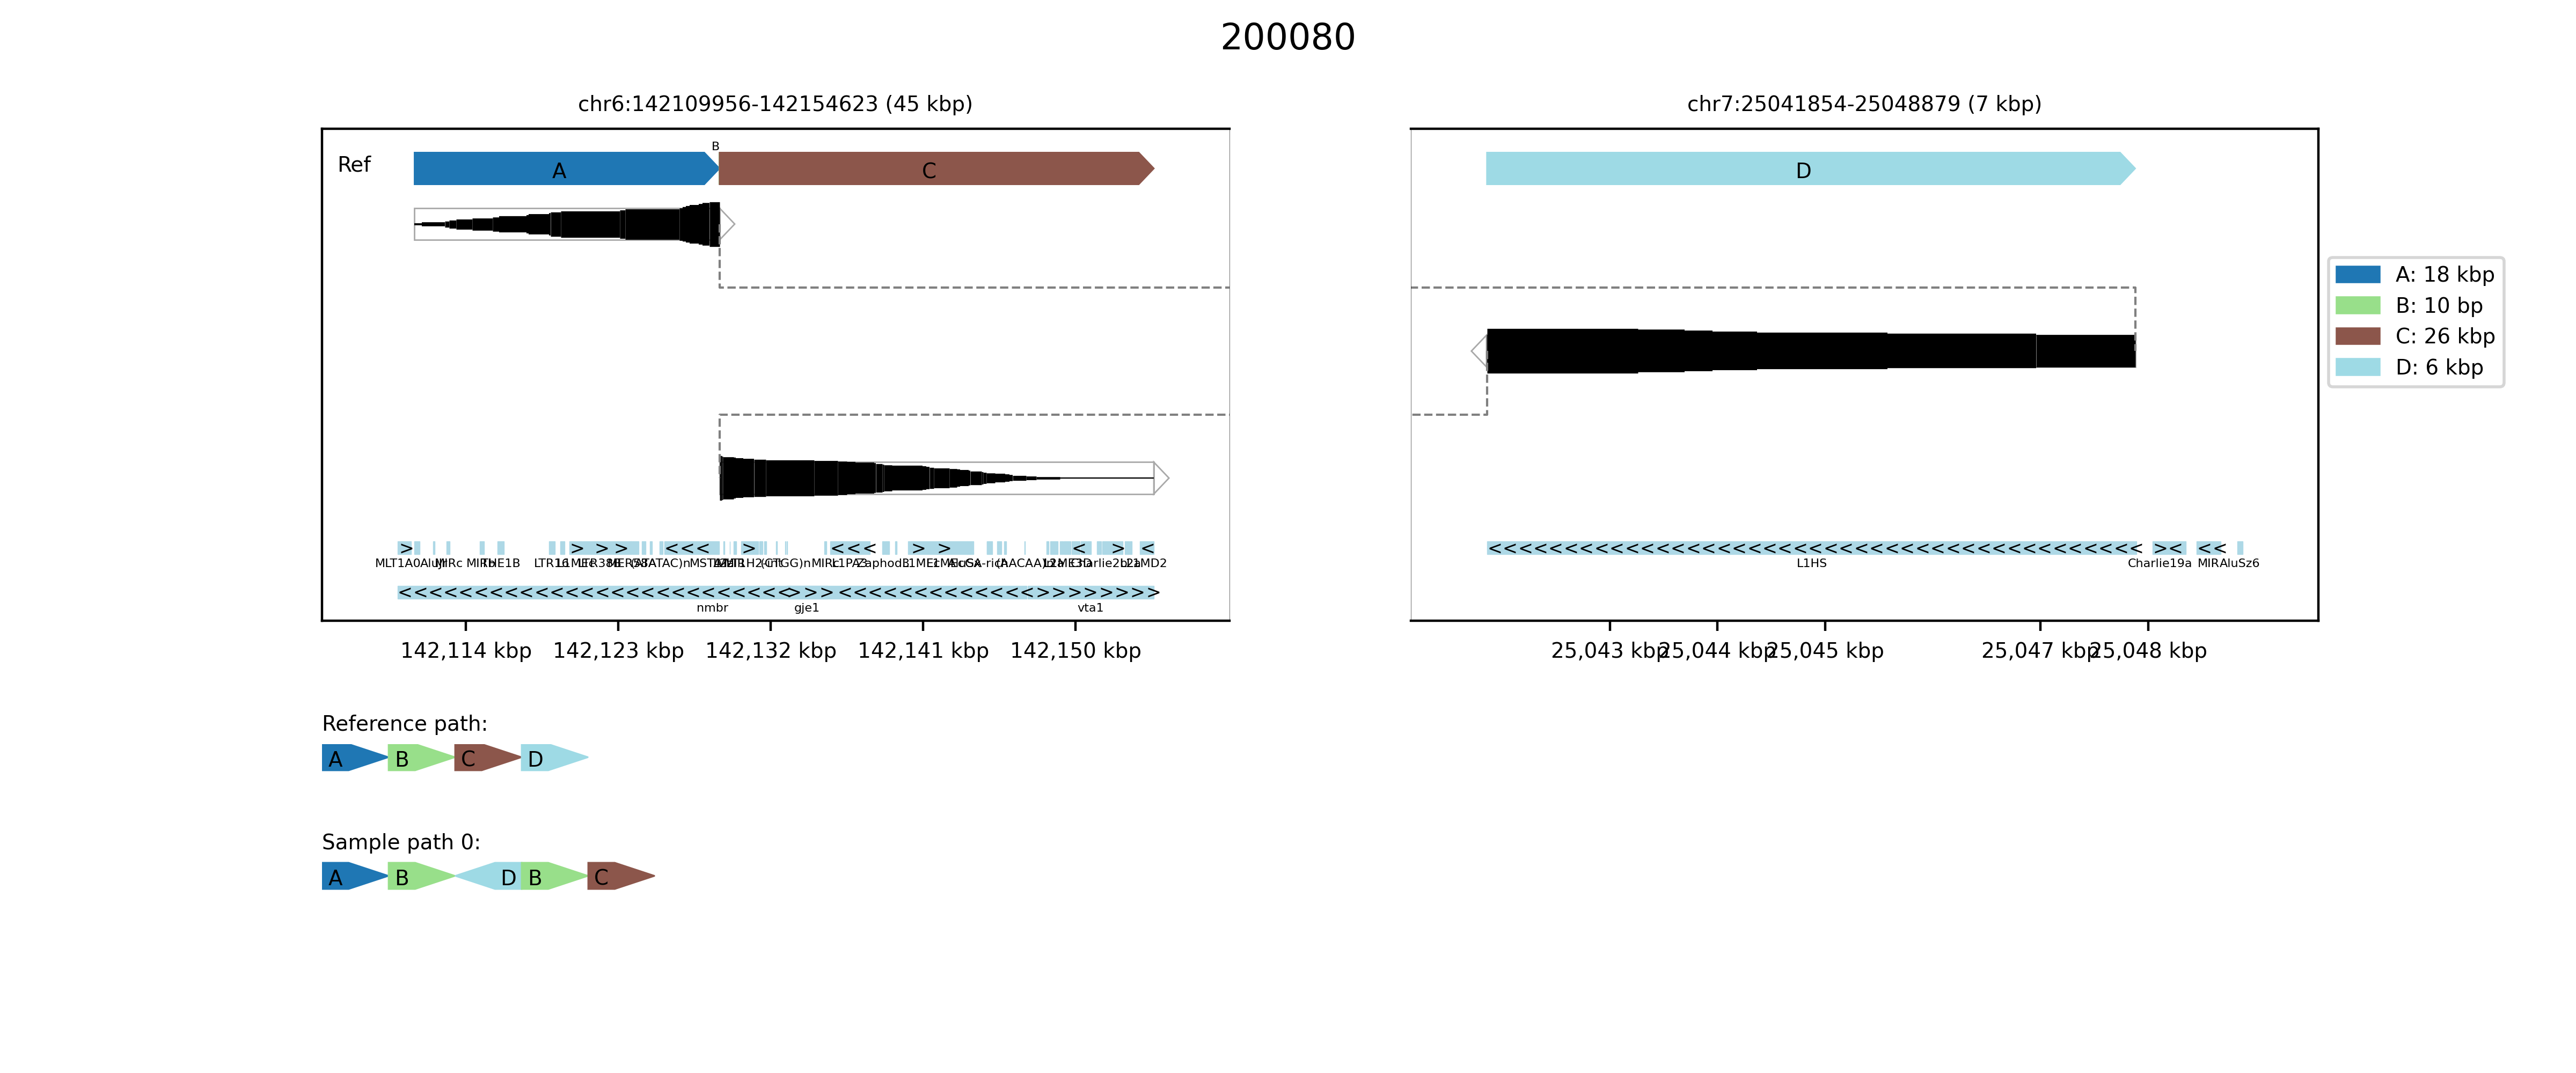 200080
chr6:142109956-142154623 (45 kbp)
chr7:25041854-25048879 (7 kbp)
Ref
A
B
C
D
A: 18 kbp
B: 10 bp
C: 26 kbp
D: 6 kbp
L1HS
Charlie19a
MIR
AluSz6
nmbr
gje1
vta1
142,114 kbp
142,123 kbp
142,132 kbp
142,141 kbp
142,150 kbp
25,043 kbp
25,044 kbp
25,045 kbp
25,047 kbp
25,048 kbp
Reference path:
A B C D
Sample path 0:
A B D B C